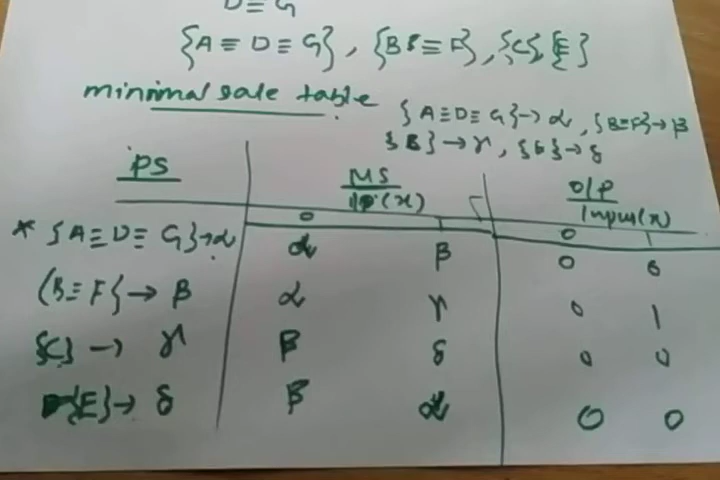 D ≡ G
{A ≡ D ≡ G}, {B ≡ F}, {C} {E}
minimal sale table
{A≡D≡G}→α, {B≡F}→β
{B}→γ, {E}→δ
PS | MS | O/P
I/P(x) | Input(x)
0 1 | 0 1
* {A≡D≡G}→α | α β | 0 0
(B≡F}→ β | α γ | 0 1
{C} → γ | β δ | 0 0
{E}→ δ | β α | 0 0